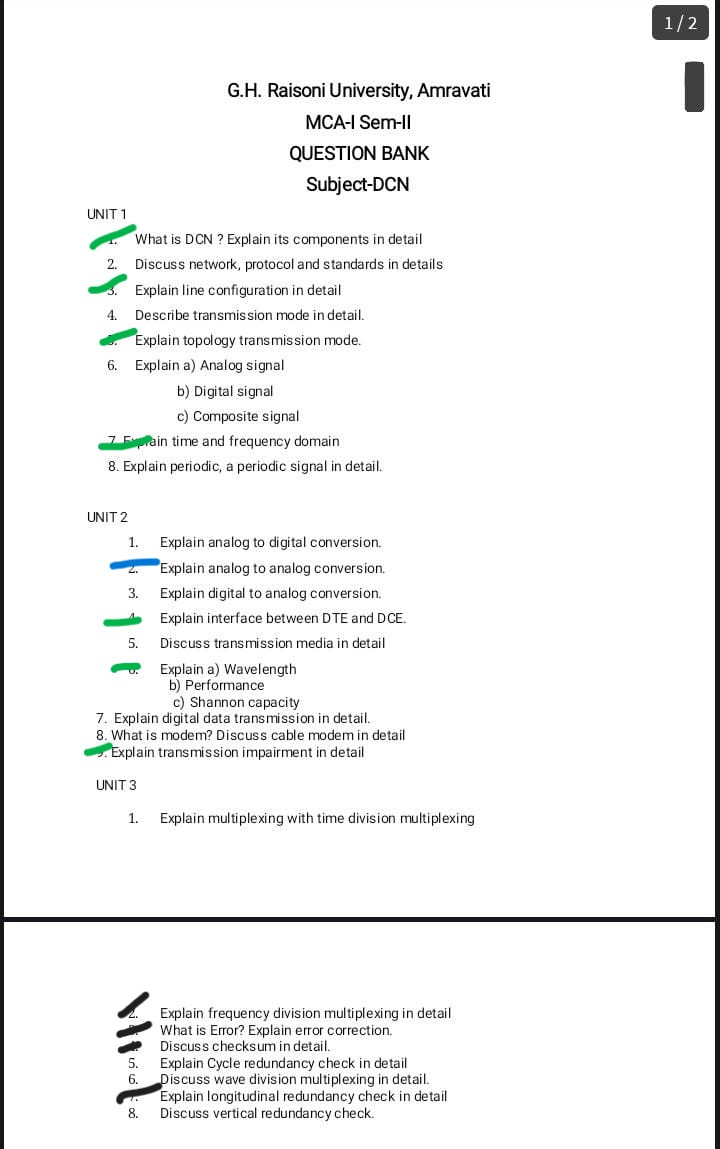 1 / 2
G.H. Raisoni University, Amravati
MCA-I Sem-II
QUESTION BANK
Subject-DCN
UNIT 1
1. What is DCN ? Explain its components in detail
2. Discuss network, protocol and standards in details
3. Explain line configuration in detail
4. Describe transmission mode in detail.
5. Explain topology transmission mode.
6. Explain a) Analog signal
b) Digital signal
c) Composite signal
7. Explain time and frequency domain
8. Explain periodic, a periodic signal in detail.
UNIT 2
1. Explain analog to digital conversion.
2. Explain analog to analog conversion.
3. Explain digital to analog conversion.
4. Explain interface between DTE and DCE.
5. Discuss transmission media in detail
6. Explain a) Wavelength
b) Performance
c) Shannon capacity
7. Explain digital data transmission in detail.
8. What is modem? Discuss cable modem in detail
9. Explain transmission impairment in detail
UNIT 3
1. Explain multiplexing with time division multiplexing
2. Explain frequency division multiplexing in detail
3. What is Error? Explain error correction.
4. Discuss checksum in detail.
5. Explain Cycle redundancy check in detail
6. Discuss wave division multiplexing in detail.
7. Explain longitudinal redundancy check in detail
8. Discuss vertical redundancy check.